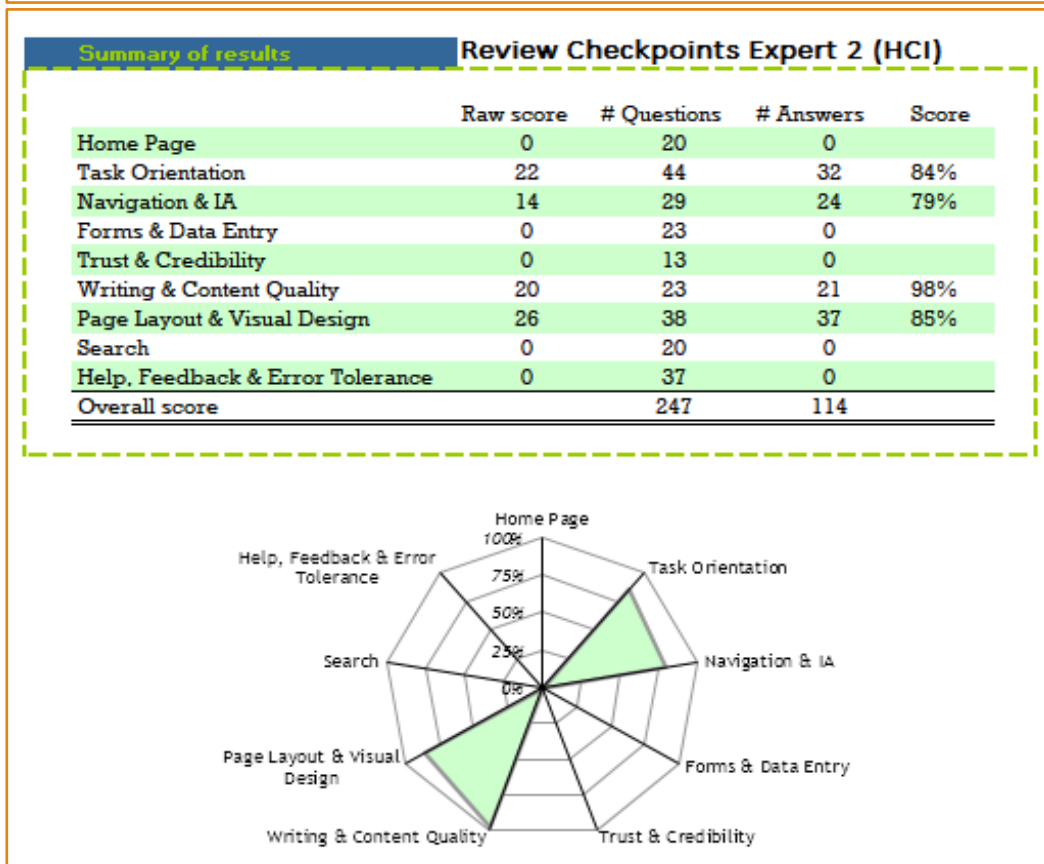 Summary of results Review Checkpoints Expert 2 (HCI)
Raw score # Questions # Answers Score
Home Page 0 20 0
Task Orientation 22 44 32 84%
Navigation & IA 14 29 24 79%
Forms & Data Entry 0 23 0
Trust & Credibility 0 13 0
Writing & Content Quality 20 23 21 98%
Page Layout & Visual Design 26 38 37 85%
Search 0 20 0
Help, Feedback & Error Tolerance 0 37 0
Overall score 247 114
Home Page
100%
Help, Feedback & Error
Tolerance
75%
Task Orientation
50%
25%
Search
Navigation & IA
0%
Page Layout & Visual
Design
Forms & Data Entry
Writing & Content Quality
Trust & Credibility